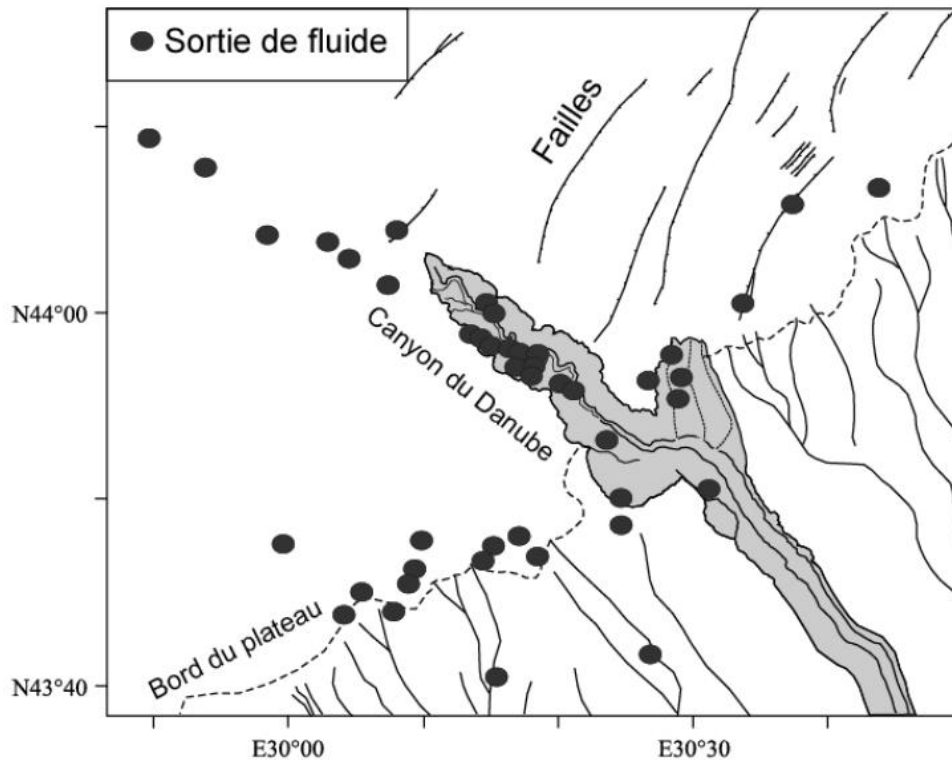 Sortie de fluide
Failles
N44°00
Canyon du Danube
Bord du plateau
N43°40
E30°00
E30°30